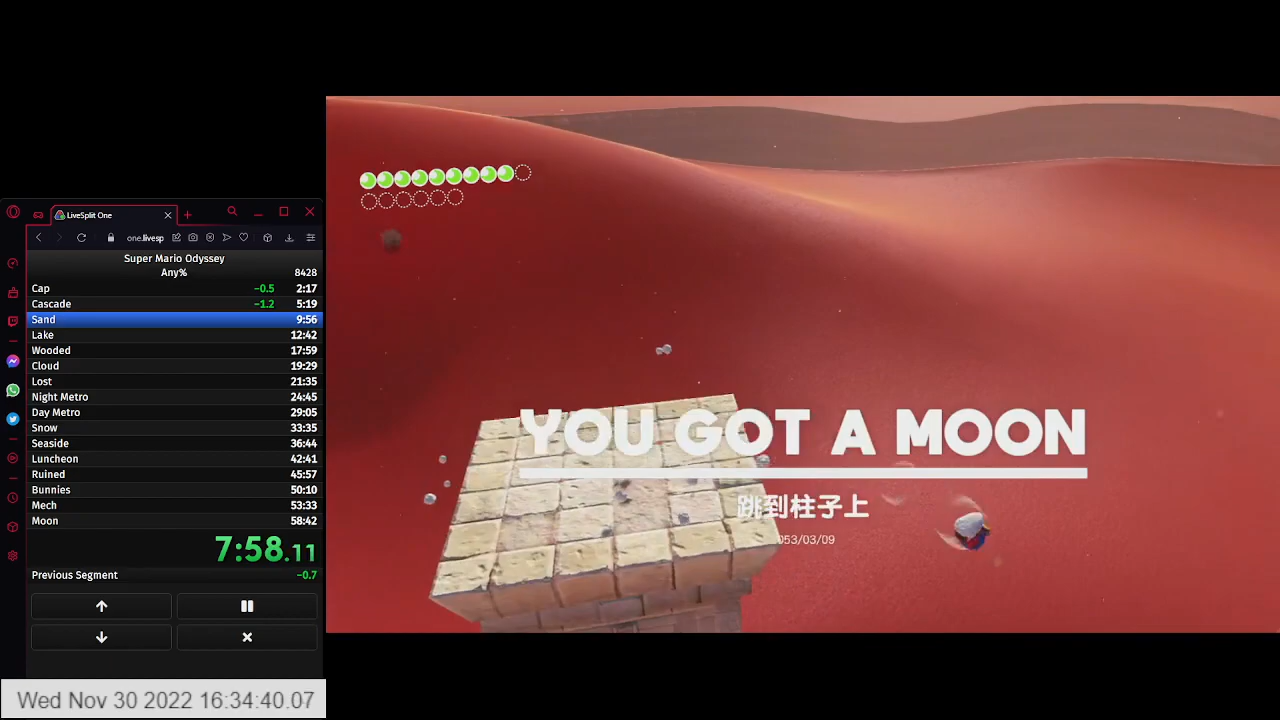 LiveSplit One
one.livesp
Super Mario Odyssey
Any% 8428
Cap −0.5 2:17
Cascade −1.2 5:19
Sand 9:56
Lake 12:42
Wooded 17:59
Cloud 19:29
Lost 21:35
Night Metro 24:45
Day Metro 29:05
Snow 33:35
Seaside 36:44
Luncheon 42:41
Ruined 45:57
Bunnies 50:10
Mech 53:33
Moon 58:42
7:58.11
Previous Segment −0.7
Wed Nov 30 2022 16:34:40.07
YOU GOT A MOON
跳到柱子上
053/03/09